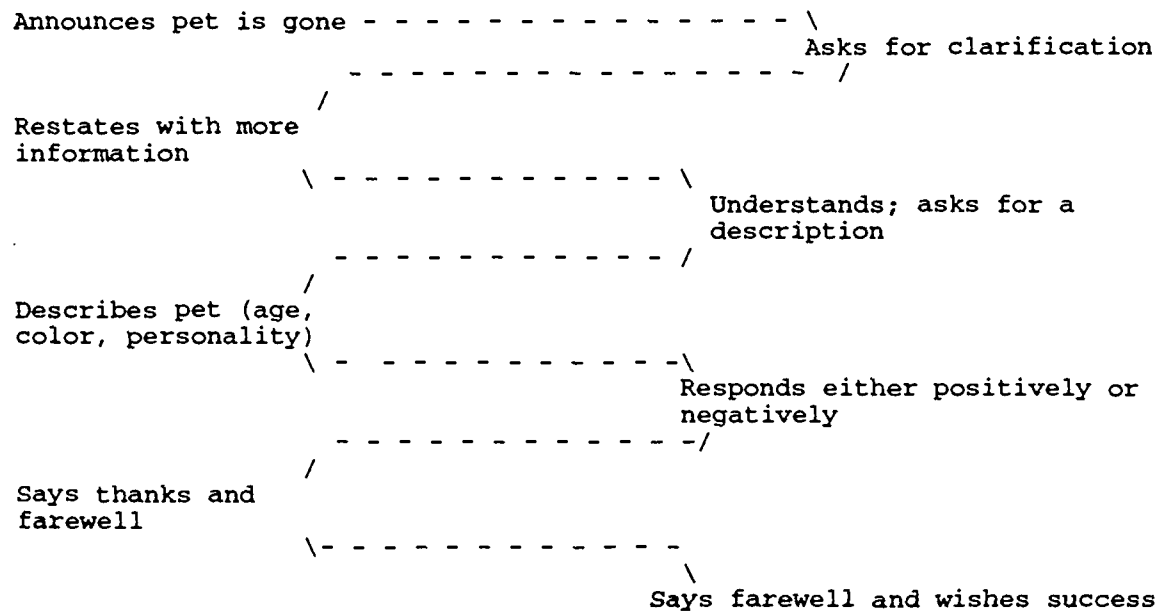 Announces pet is gone - - - - - - - - - - - - - - \
Asks for clarification
- - - - - - - - - - - - - - - /
/
Restates with more
information
\ - - - - - - - - - - - \
Understands; asks for a
description
- - - - - - - - - - - /
/
Describes pet (age,
color, personality)
\ - - - - - - - - - - -\
Responds either positively or
negatively
- - - - - - - - - - - -/
/
Says thanks and
farewell
\- - - - - - - - - - - -
\
Says farewell and wishes success